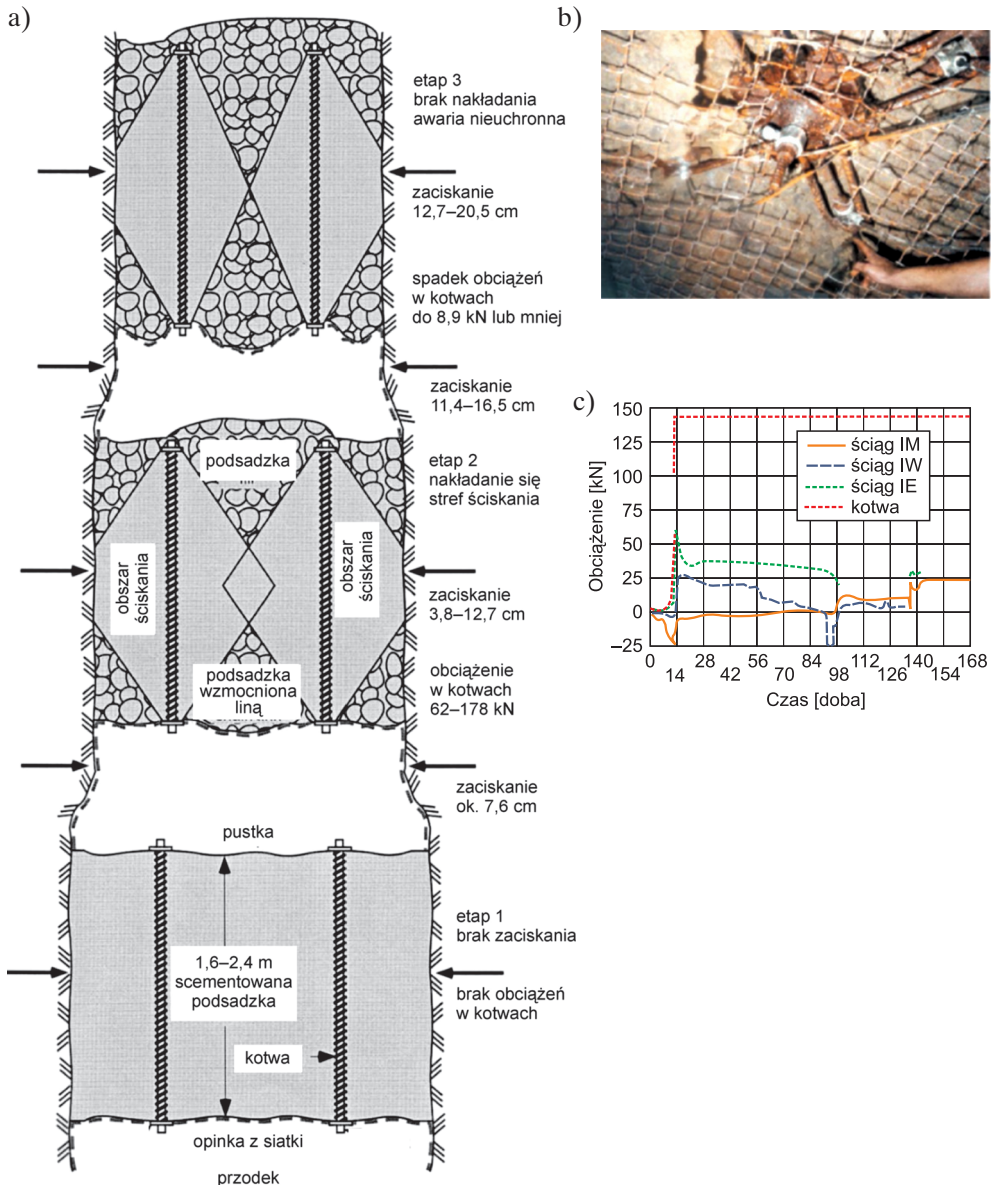 a)
etap 3
brak nakładania
awaria nieuchronna
zaciskanie
12,7–20,5 cm
spadek obciążeń
w kotwach
do 8,9 kN lub mniej
zaciskanie
11,4–16,5 cm
podsadzka
etap 2
nakładanie się
stref ściskania
obszar
ściskania
obszar
ściskania
zaciskanie
3,8–12,7 cm
podsadzka
wzmocniona
liną
obciążenie
w kotwach
62–178 kN
zaciskanie
ok. 7,6 cm
pustka
etap 1
brak zaciskania
1,6–2,4 m
scementowana
podsadzka
brak obciążeń
w kotwach
kotwa
opinka z siatki
przodek
b)
c)
Obciążenie [kN]
150
125
100
75
50
25
0
–25
ściąg IM
ściąg IW
ściąg IE
kotwa
0 28 56 84 112 140 168
14 42 70 98 126 154
Czas [doba]